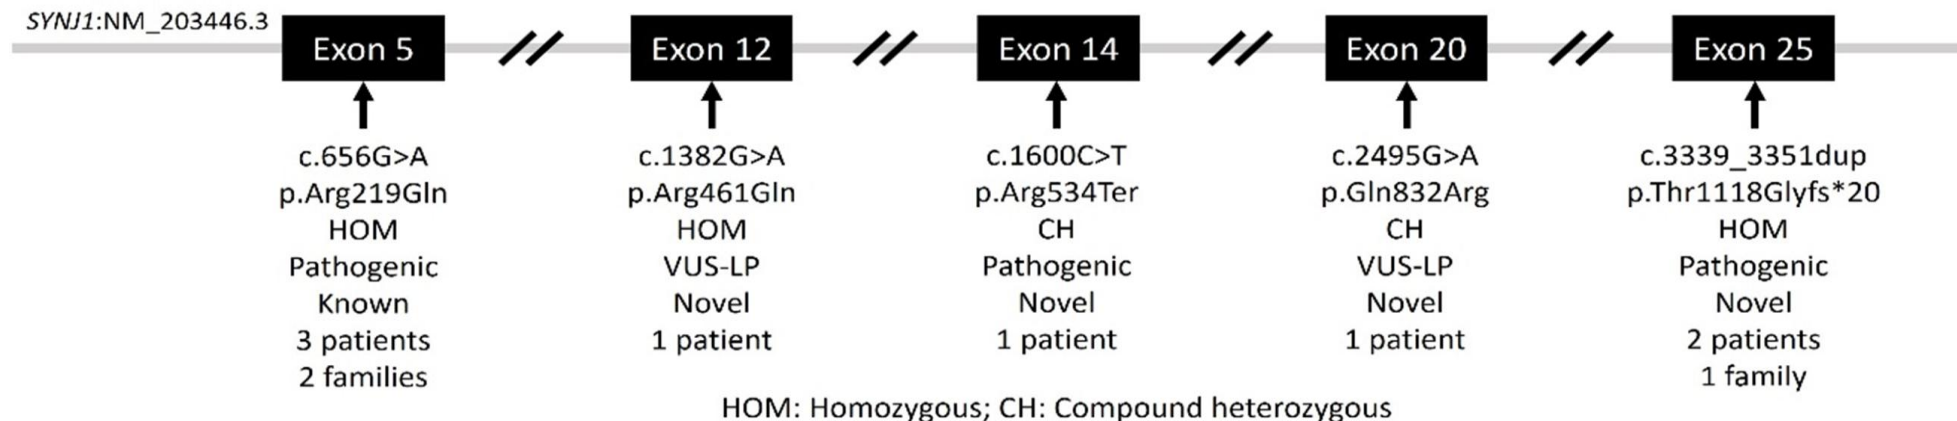 SYNJ1:NM_203446.3
Exon 5
Exon 12
Exon 14
Exon 20
Exon 25
c.656G>A
p.Arg219Gln
HOM
Pathogenic
Known
3 patients
2 families
c.1382G>A
p.Arg461Gln
HOM
VUS-LP
Novel
1 patient
c.1600C>T
p.Arg534Ter
CH
Pathogenic
Novel
1 patient
c.2495G>A
p.Gln832Arg
CH
VUS-LP
Novel
1 patient
c.3339_3351dup
p.Thr1118Glyfs*20
HOM
Pathogenic
Novel
2 patients
1 family
HOM: Homozygous; CH: Compound heterozygous